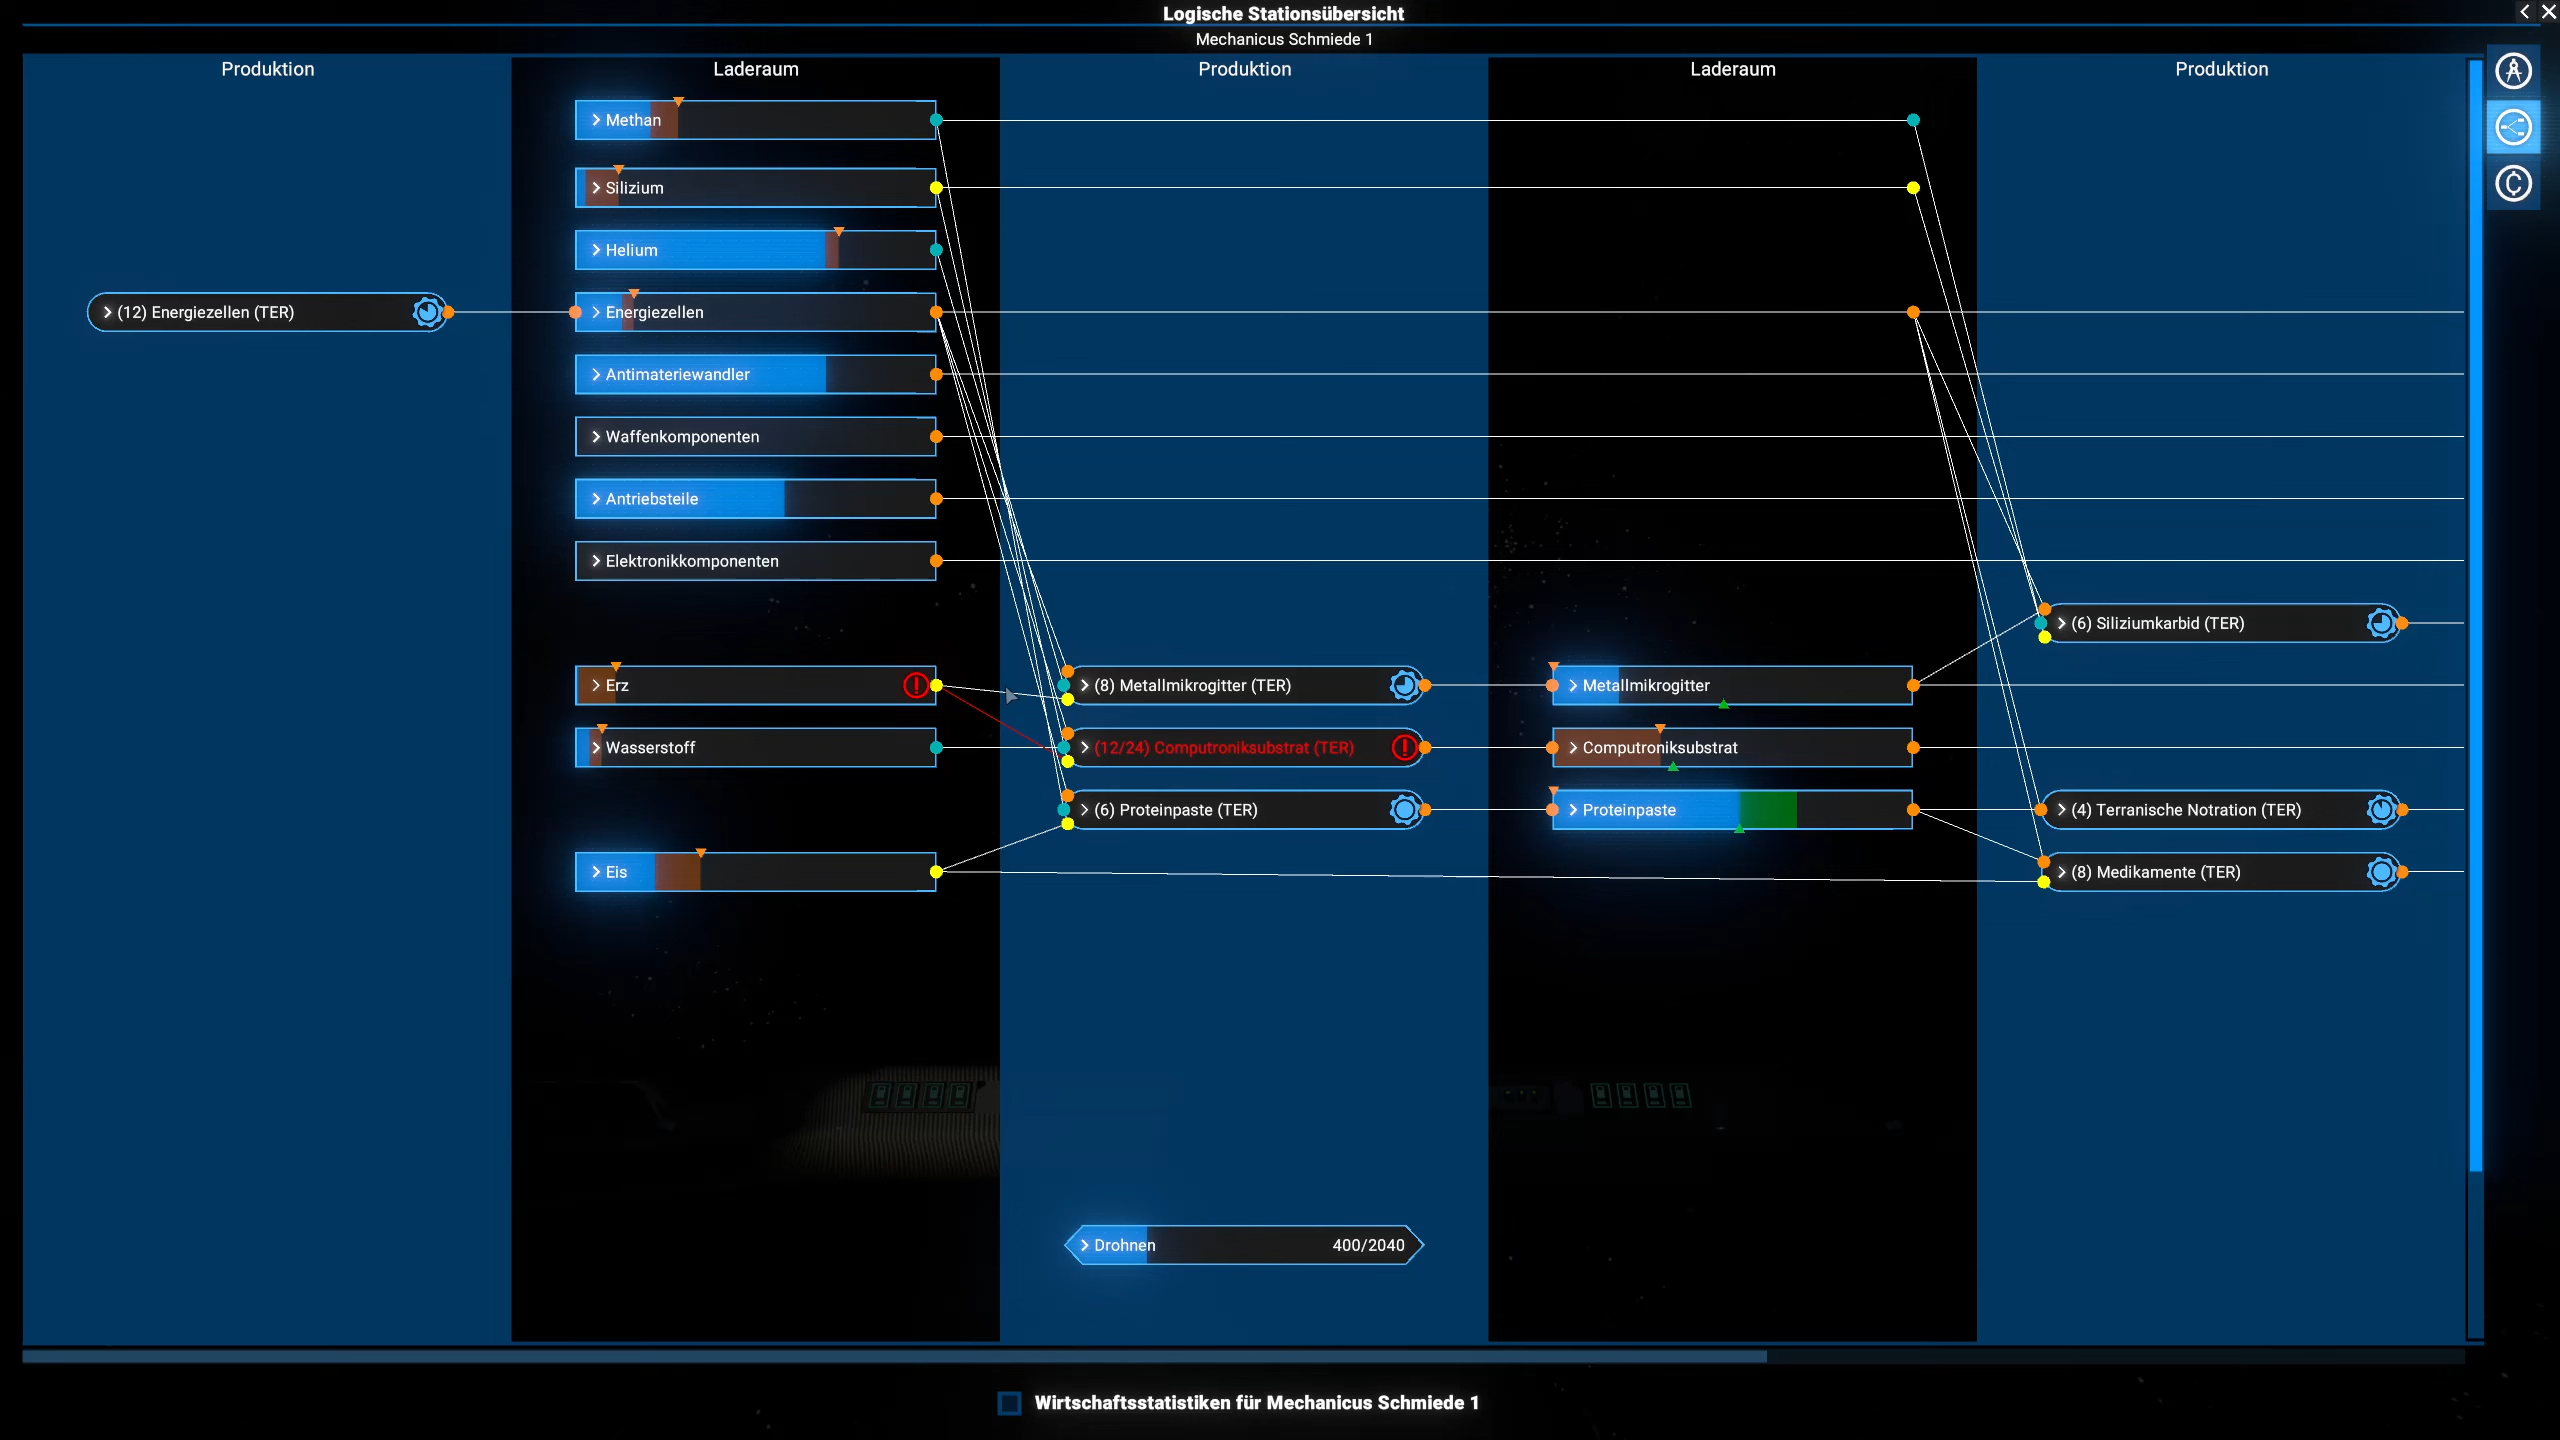 Logische Stationsübersicht
Mechanicus Schmiede 1
Produktion
Laderaum
Produktion
Laderaum
Produktion
(12) Energiezellen (TER)
Methan
Silizium
Helium
Energiezellen
Antimateriewandler
Waffenkomponenten
Antriebsteile
Elektronikkomponenten
Erz
Wasserstoff
Eis
(8) Metallmikrogitter (TER)
(12/24) Computroniksubstrat (TER)
(6) Proteinpaste (TER)
Drohnen 400/2040
Metallmikrogitter
Computroniksubstrat
Proteinpaste
(6) Siliziumkarbid (TER)
(4) Terranische Notration (TER)
(8) Medikamente (TER)
Wirtschaftsstatistiken für Mechanicus Schmiede 1